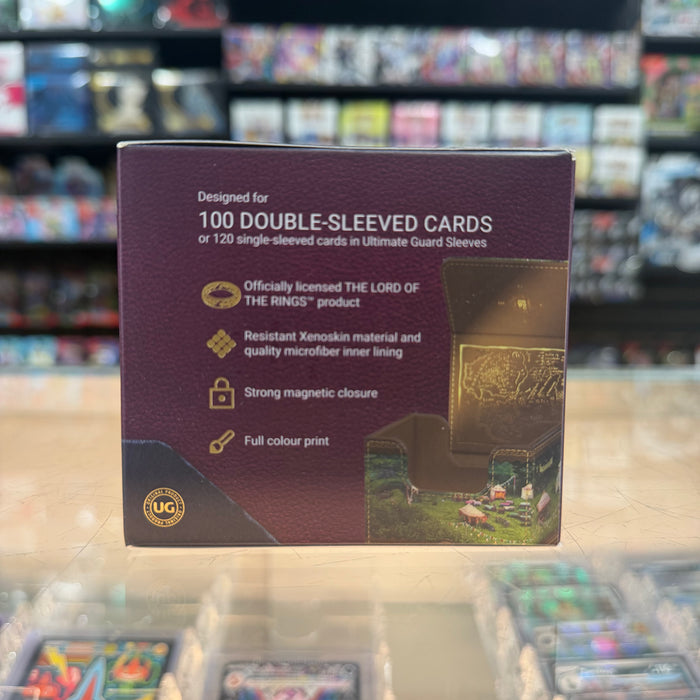 Designed for
100 DOUBLE-SLEEVED CARDS
or 120 single-sleeved cards in Ultimate Guard Sleeves
Officially licensed THE LORD OF
THE RINGS™ product
Resistant Xenoskin material and
quality microfiber inner lining
Strong magnetic closure
Full colour print
UG